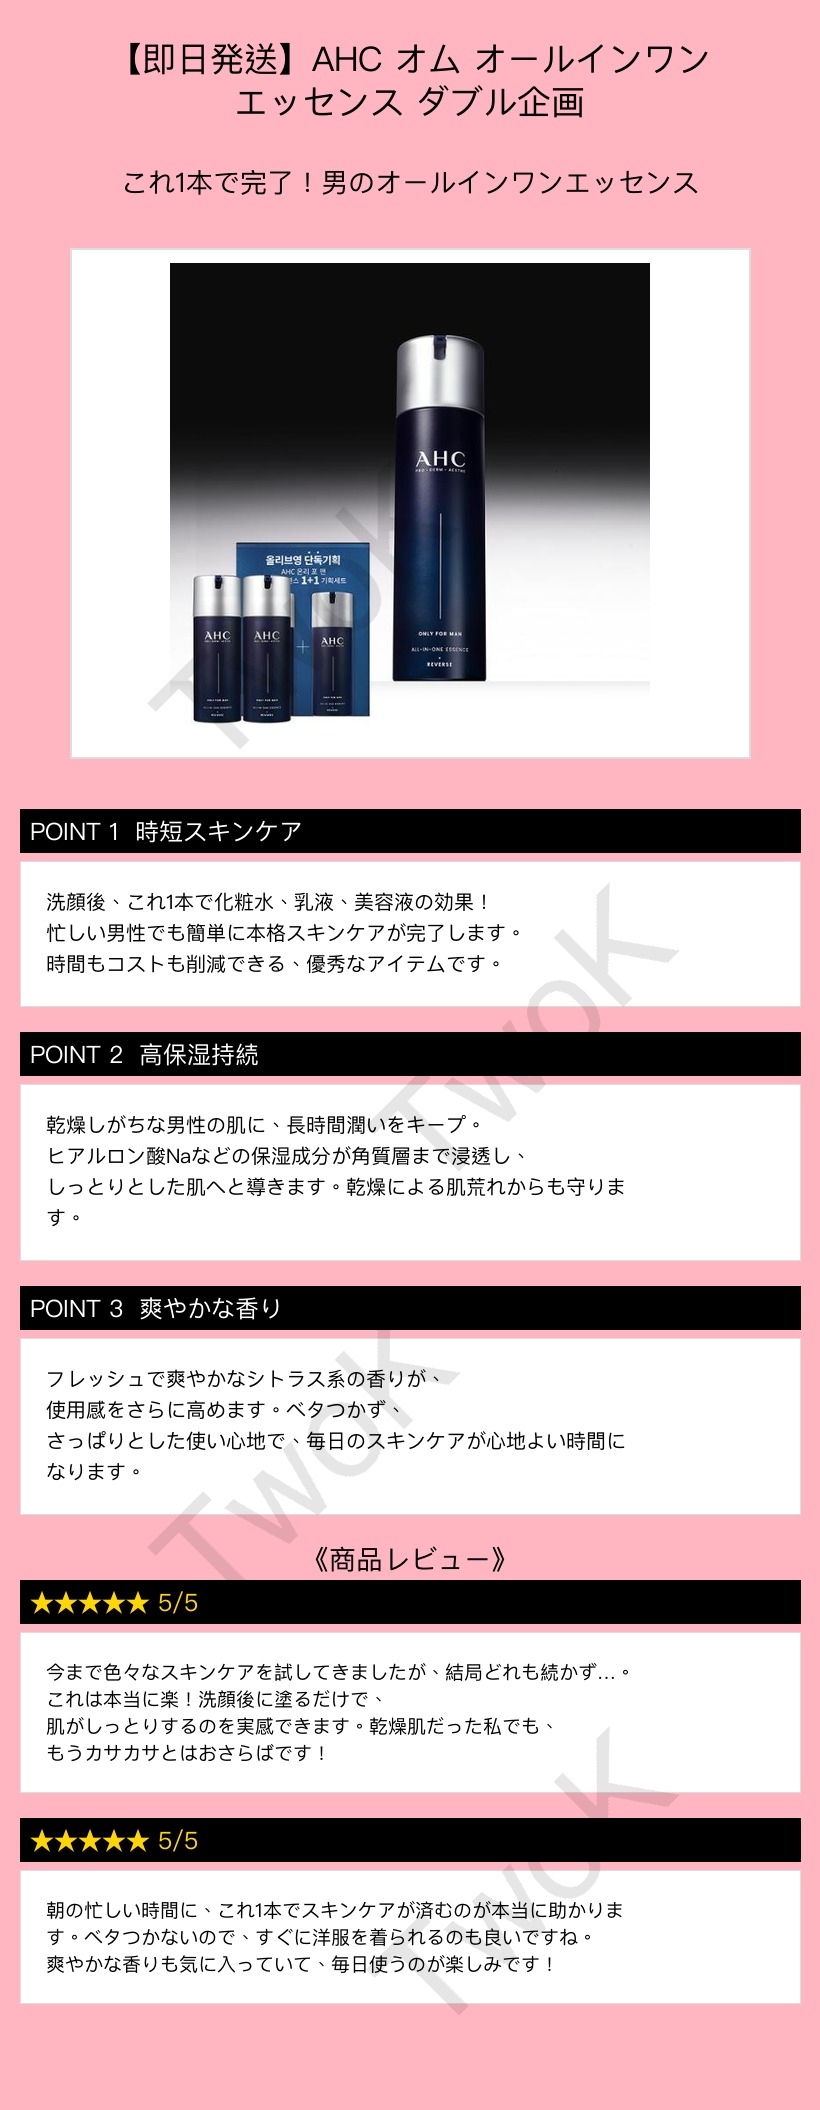 【即日発送】AHC オム オールインワン
エッセンス ダブル企画
これ1本で完了！男のオールインワンエッセンス
AHC
PRO·DERM·AESTHE
ONLY FOR MAN
ALL-IN-ONE ESSENCE
REVERSE
올리브영 단독기획
AHC 온리 포 맨
스 1+1 기획세트
AHC
AHC
AHC
ONLY FOR MAN
ONLY FOR MAN
REVERSE
REVERSE
TwoK
POINT 1 時短スキンケア
洗顔後、これ1本で化粧水、乳液、美容液の効果！
忙しい男性でも簡単に本格スキンケアが完了します。
時間もコストも削減できる、優秀なアイテムです。
TwoK
POINT 2 高保湿持続
乾燥しがちな男性の肌に、長時間潤いをキープ。
ヒアルロン酸Naなどの保湿成分が角質層まで浸透し、
しっとりとした肌へと導きます。乾燥による肌荒れからも守りま
す。
POINT 3 爽やかな香り
フレッシュで爽やかなシトラス系の香りが、
使用感をさらに高めます。ベタつかず、
さっぱりとした使い心地で、毎日のスキンケアが心地よい時間に
なります。
TwoK
《商品レビュー》
★★★★★ 5/5
今まで色々なスキンケアを試してきましたが、結局どれも続かず…。
これは本当に楽！洗顔後に塗るだけで、
肌がしっとりするのを実感できます。乾燥肌だった私でも、
もうカサカサとはおさらばです！
★★★★★ 5/5
朝の忙しい時間に、これ1本でスキンケアが済むのが本当に助かりま
す。ベタつかないので、すぐに洋服を着られるのも良いですね。
爽やかな香りも気に入っていて、毎日使うのが楽しみです！
TwoK